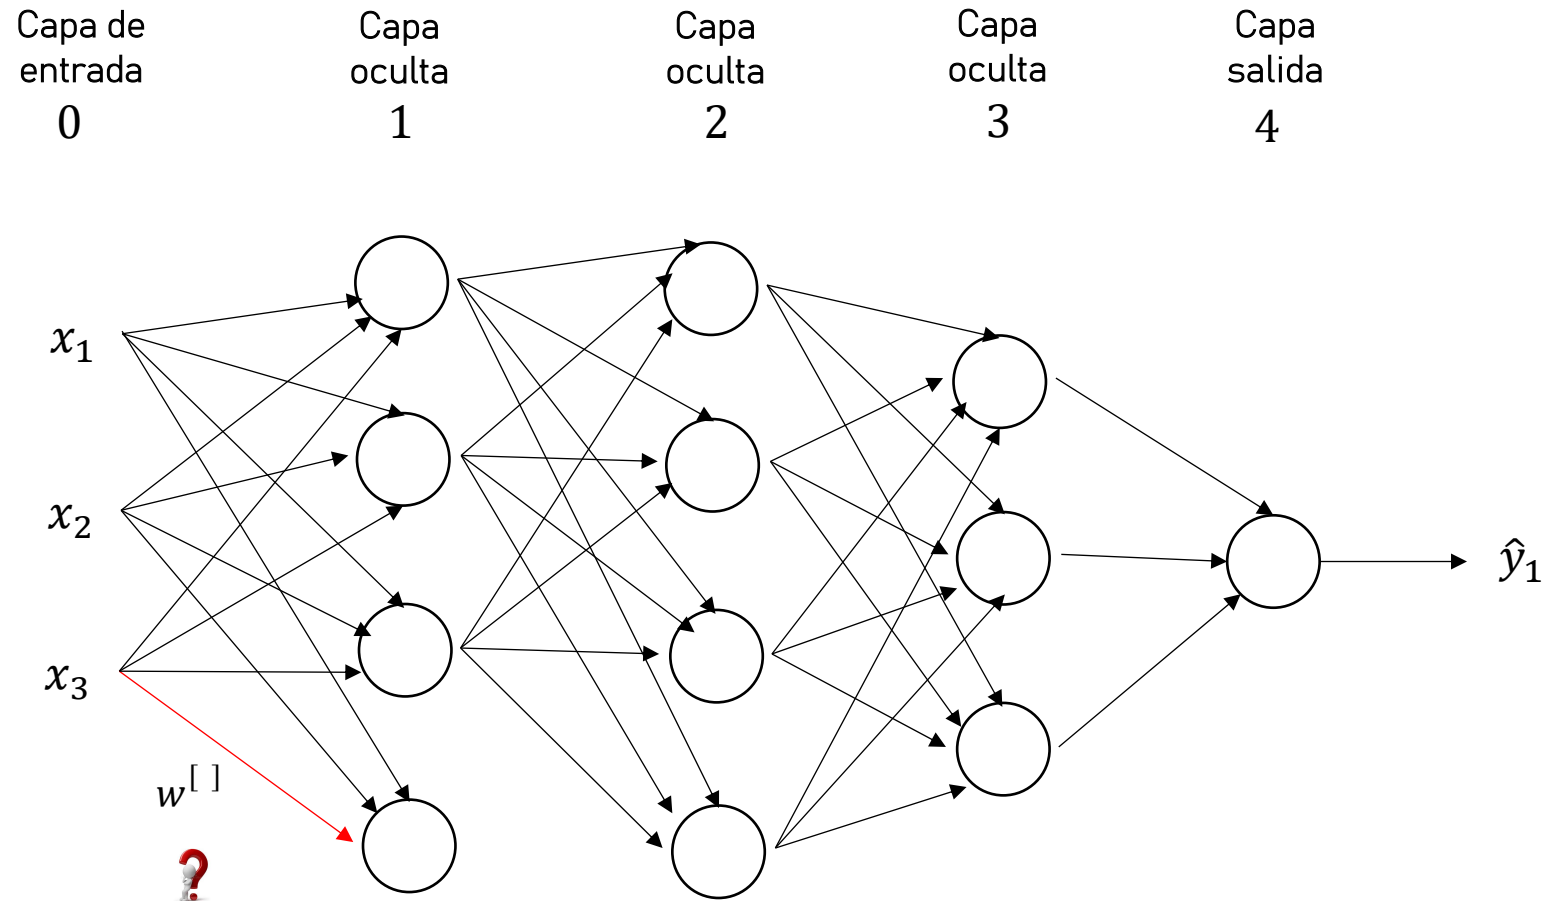 Capa de
entrada
0
Capa
oculta
1
Capa
oculta
2
Capa
oculta
3
Capa
salida
4
x₁
x₂
x₃
w[ ]
?
ŷ₁